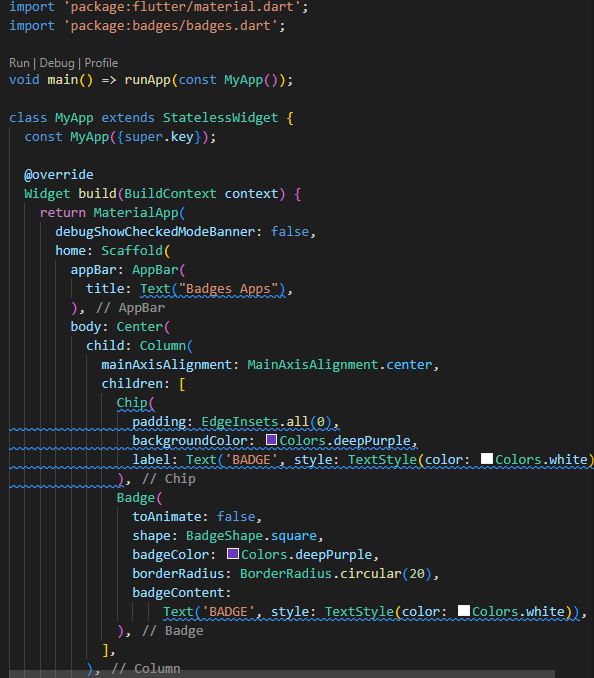 import 'package:flutter/material.dart';
import 'package:badges/badges.dart';
Run | Debug | Profile
void main() => runApp(const MyApp());
class MyApp extends StatelessWidget {
const MyApp({super.key});
@override
Widget build(BuildContext context) {
return MaterialApp(
debugShowCheckedModeBanner: false,
home: Scaffold(
appBar: AppBar(
title: Text("Badges Apps"),
), // AppBar
body: Center(
child: Column(
mainAxisAlignment: MainAxisAlignment.center,
children: [
Chip(
padding: EdgeInsets.all(0),
backgroundColor: Colors.deepPurple,
label: Text('BADGE', style: TextStyle(color: Colors.white)
), // Chip
Badge(
toAnimate: false,
shape: BadgeShape.square,
badgeColor: Colors.deepPurple,
borderRadius: BorderRadius.circular(20),
badgeContent:
Text('BADGE', style: TextStyle(color: Colors.white)),
), // Badge
],
), // Column